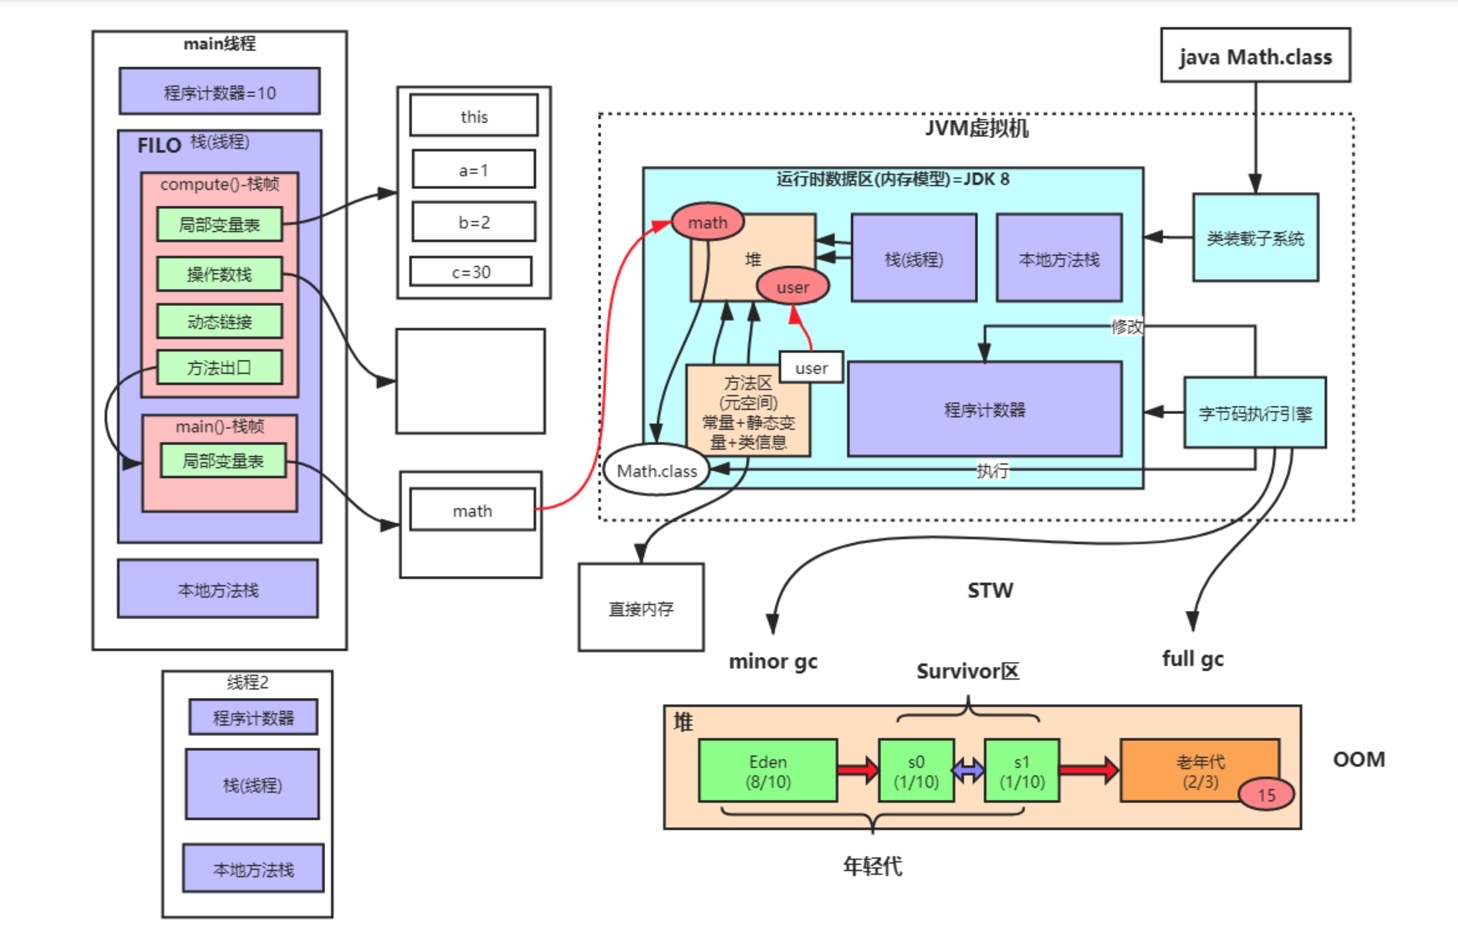 main线程
程序计数器=10
FILO 栈(线程)
compute()-栈帧
局部变量表
操作数栈
动态链接
方法出口
main()-栈帧
局部变量表
本地方法栈
this
a=1
b=2
c=30
math
线程2
程序计数器
栈(线程)
本地方法栈
java Math.class
JVM虚拟机
运行时数据区(内存模型)=JDK 8
math
堆
user
栈(线程)
本地方法栈
类装载子系统
修改
user
方法区
(元空间)
常量+静态变
量+类信息
程序计数器
字节码执行引擎
Math.class
执行
直接内存
STW
minor gc
full gc
Survivor区
堆
Eden
(8/10)
s0
(1/10)
s1
(1/10)
老年代
(2/3)
15
OOM
年轻代